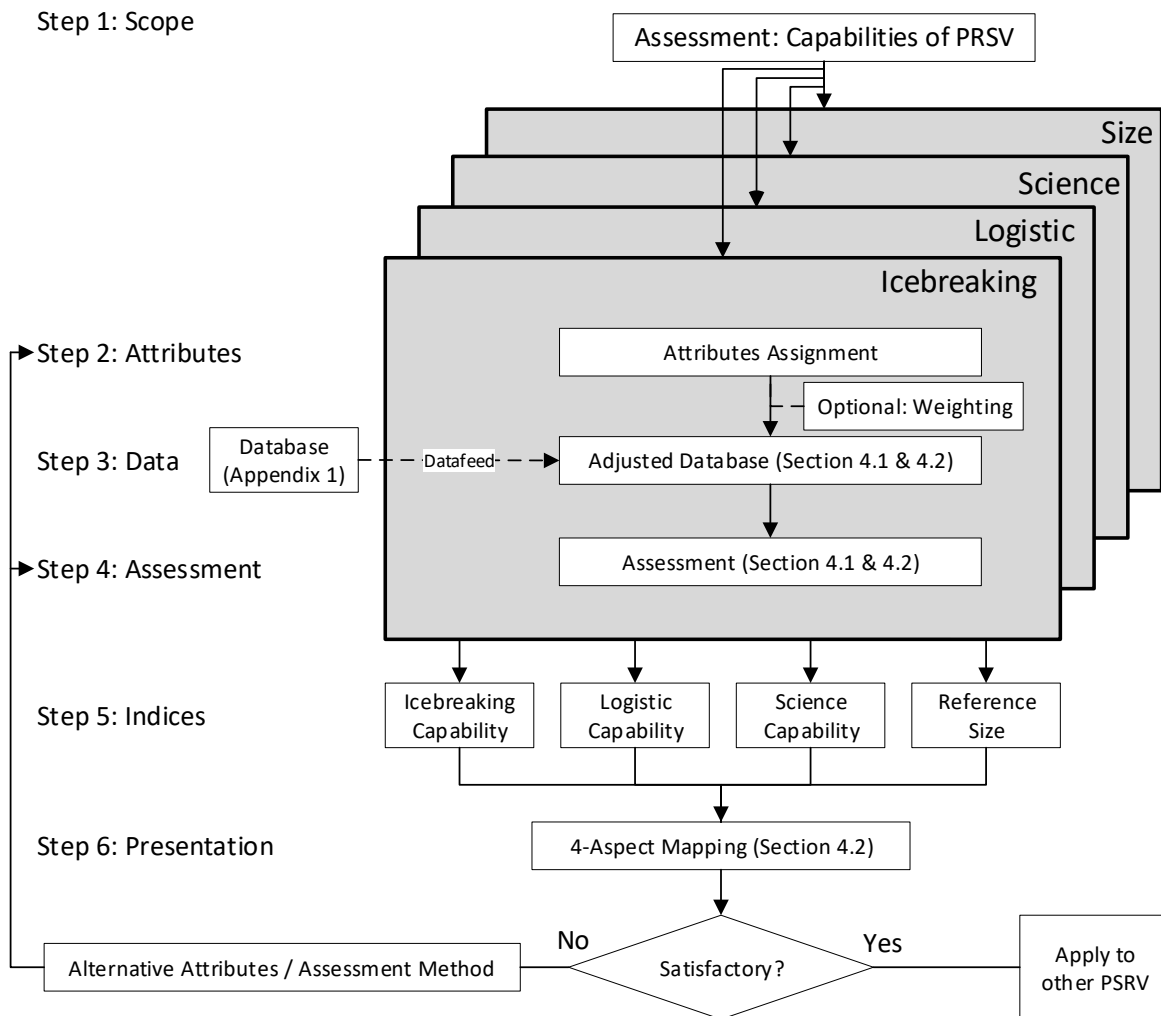 Step 1: Scope
Assessment: Capabilities of PRSV
Size
Science
Logistic
Icebreaking
Step 2: Attributes
Attributes Assignment
Optional: Weighting
Step 3: Data
Database
(Appendix 1)
Datafeed
Adjusted Database (Section 4.1 & 4.2)
Step 4: Assessment
Assessment (Section 4.1 & 4.2)
Step 5: Indices
Icebreaking
Capability
Logistic
Capability
Science
Capability
Reference
Size
Step 6: Presentation
4-Aspect Mapping (Section 4.2)
No
Yes
Alternative Attributes / Assessment Method
Satisfactory?
Apply to
other PSRV